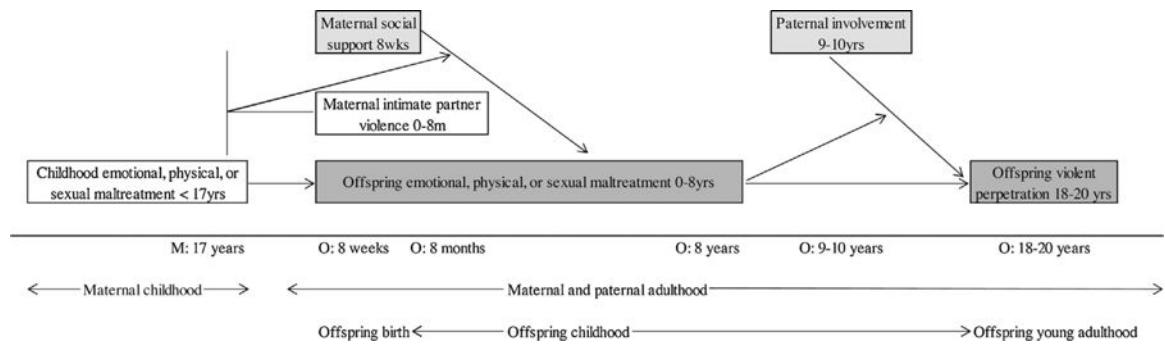 Maternal social
support 8wks
Paternal involvement
9-10yrs
Maternal intimate partner
violence 0-8m
Childhood emotional, physical, or
sexual maltreatment < 17yrs
Offspring emotional, physical, or sexual maltreatment 0-8yrs
Offspring violent
perpetration 18-20 yrs
M: 17 years
O: 8 weeks
O: 8 months
O: 8 years
O: 9-10 years
O: 18-20 years
Maternal childhood
Maternal and paternal adulthood
Offspring birth
Offspring childhood
Offspring young adulthood